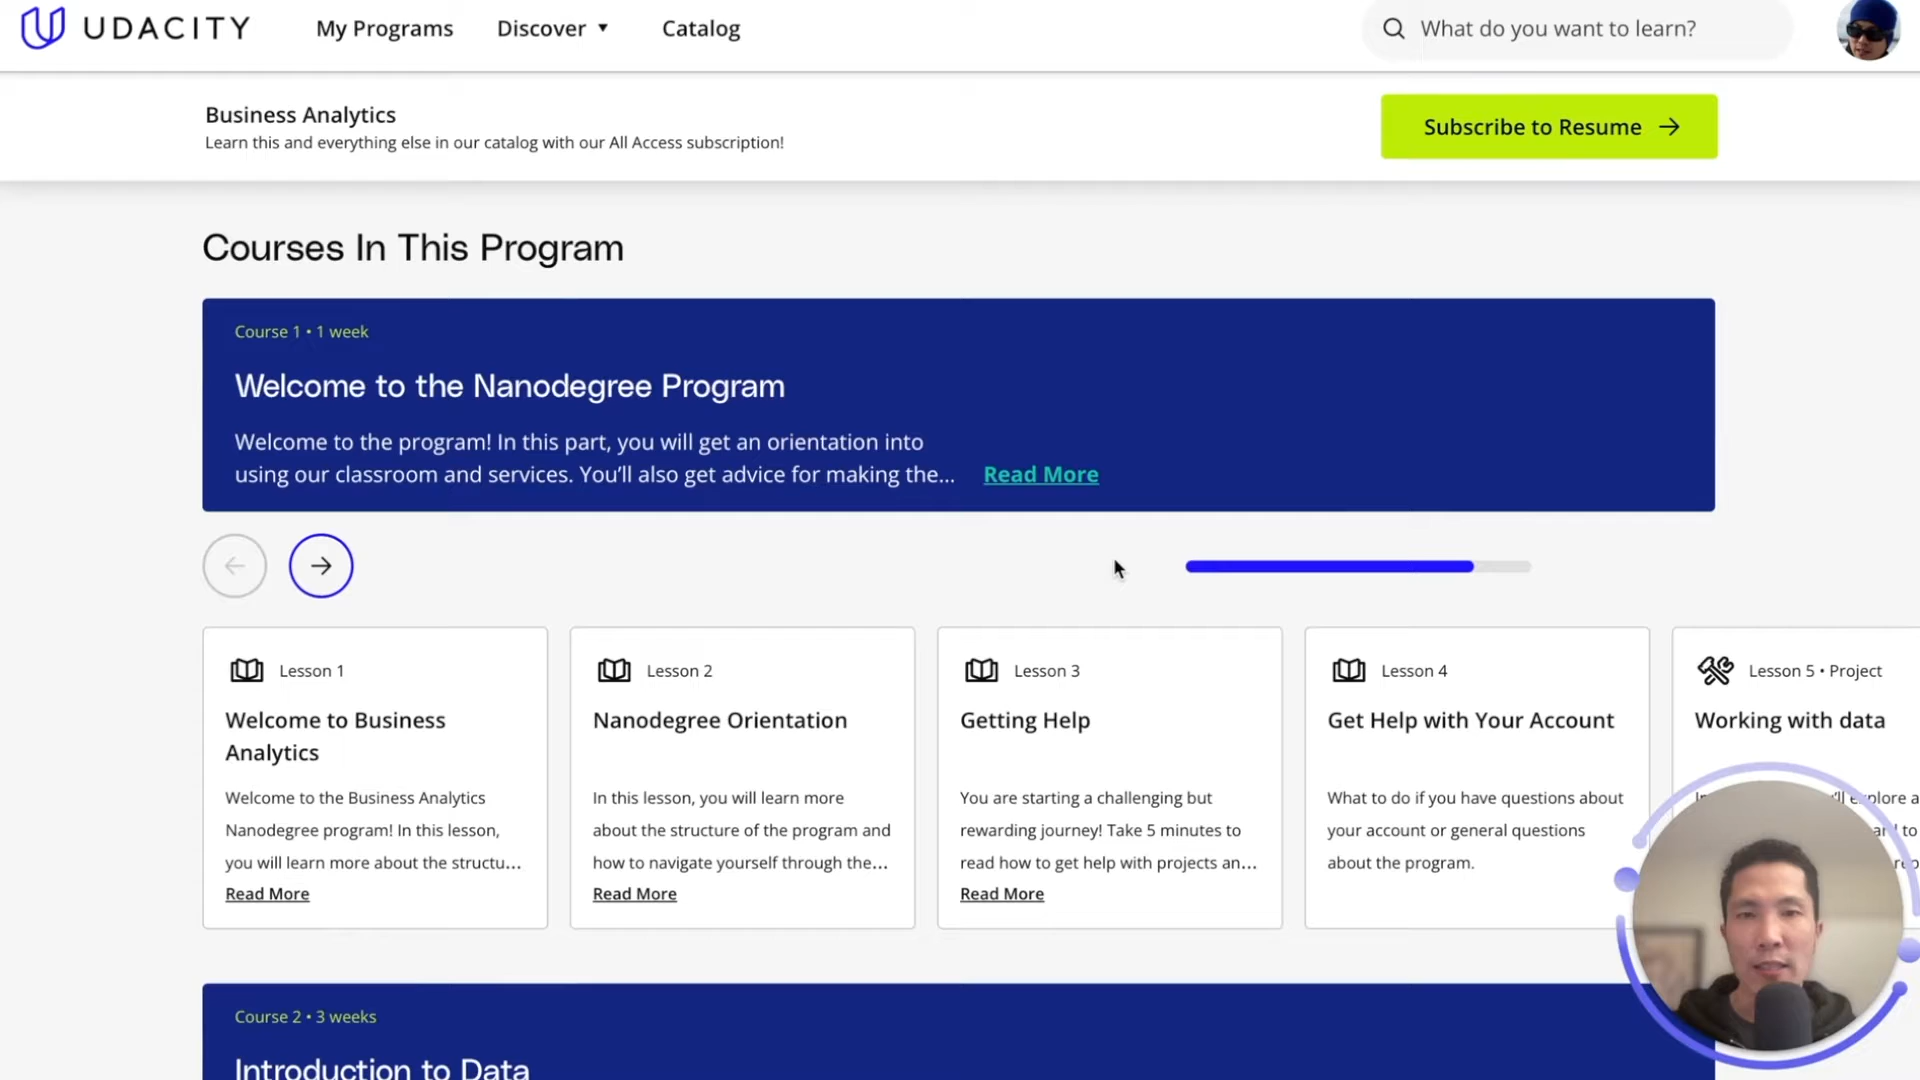 UDACITY
My Programs
Discover ▼
Catalog
What do you want to learn?
Business Analytics
Learn this and everything else in our catalog with our All Access subscription!
Subscribe to Resume →
Courses In This Program
Course 1 • 1 week
Welcome to the Nanodegree Program
Welcome to the program! In this part, you will get an orientation into
using our classroom and services. You'll also get advice for making the...
Read More
Lesson 1
Welcome to Business
Analytics
Welcome to the Business Analytics
Nanodegree program! In this lesson,
you will learn more about the structu...
Read More
Lesson 2
Nanodegree Orientation
In this lesson, you will learn more
about the structure of the program and
how to navigate yourself through the...
Read More
Lesson 3
Getting Help
You are starting a challenging but
rewarding journey! Take 5 minutes to
read how to get help with projects an...
Read More
Lesson 4
Get Help with Your Account
What to do if you have questions about
your account or general questions
about the program.
Lesson 5 • Project
Working with data
explore a
to
Course 2 • 3 weeks
Introduction to Data